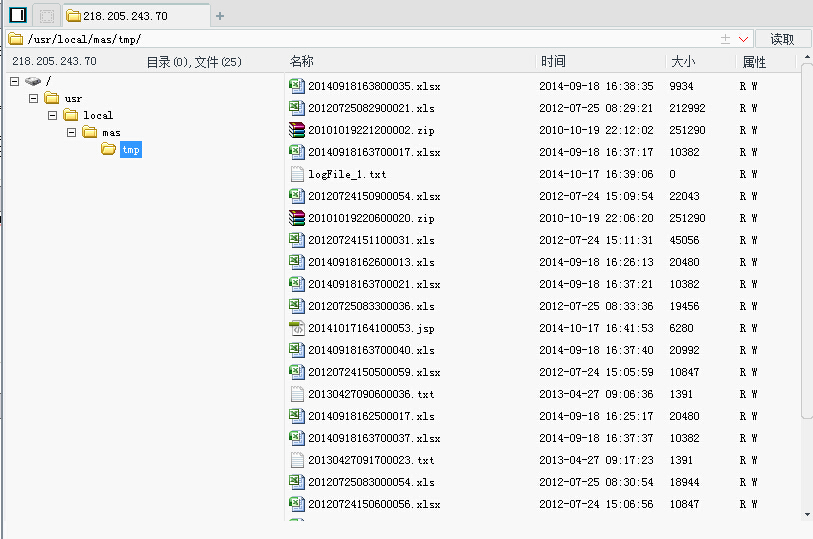 218.205.243.70
/usr/local/mas/tmp/ 读取
218.205.243.70 目录(0),文件(25) 名称 时间 大小 属性
/
usr
local
mas
tmp
20140918163800035.xlsx 2014-09-18 16:38:35 9934 R W
20120725082900021.xls 2012-07-25 08:29:21 212992 R W
20101019221200002.zip 2010-10-19 22:12:02 251290 R W
20140918163700017.xlsx 2014-09-18 16:37:17 10382 R W
logFile_1.txt 2014-10-17 16:39:06 0 R W
20120724150900054.xlsx 2012-07-24 15:09:54 22043 R W
20101019220600020.zip 2010-10-19 22:06:20 251290 R W
20120724151100031.xls 2012-07-24 15:11:31 45056 R W
20140918162600013.xls 2014-09-18 16:26:13 20480 R W
20140918163700021.xlsx 2014-09-18 16:37:21 10382 R W
20120725083300036.xls 2012-07-25 08:33:36 19456 R W
20141017164100053.jsp 2014-10-17 16:41:53 6280 R W
20140918163700040.xls 2014-09-18 16:37:40 20992 R W
20120724150500059.xlsx 2012-07-24 15:05:59 10847 R W
20130427090600036.txt 2013-04-27 09:06:36 1391 R W
20140918162500017.xls 2014-09-18 16:25:17 20480 R W
20140918163700037.xlsx 2014-09-18 16:37:37 10382 R W
20130427091700023.txt 2013-04-27 09:17:23 1391 R W
20120725083000054.xls 2012-07-25 08:30:54 18944 R W
20120724150600056.xlsx 2012-07-24 15:06:56 10847 R W